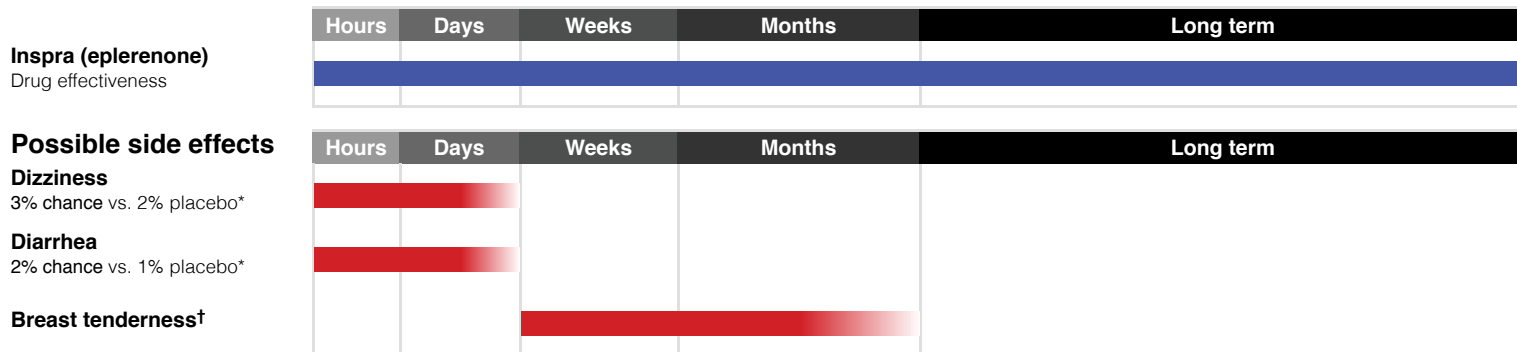 Hours Days Weeks Months Long term
Inspra (eplerenone)
Drug effectiveness
Possible side effects Hours Days Weeks Months Long term
Dizziness
3% chance vs. 2% placebo*
Diarrhea
2% chance vs. 1% placebo*
Breast tenderness†